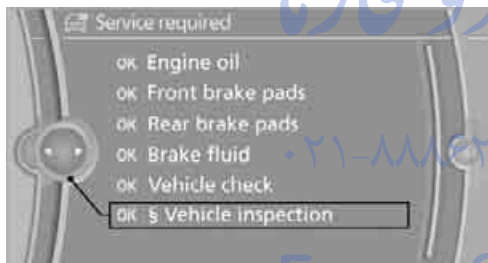 Service required
OK Engine oil
OK Front brake pads
OK Rear brake pads
OK Brake fluid
OK Vehicle check
OK § Vehicle inspection